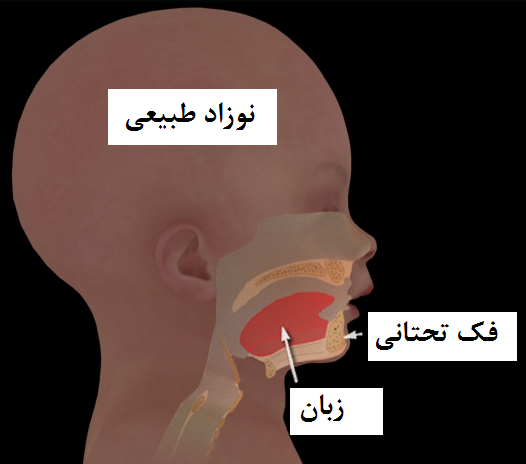 نوزاد طبیعی
فک تحتانی
زبان